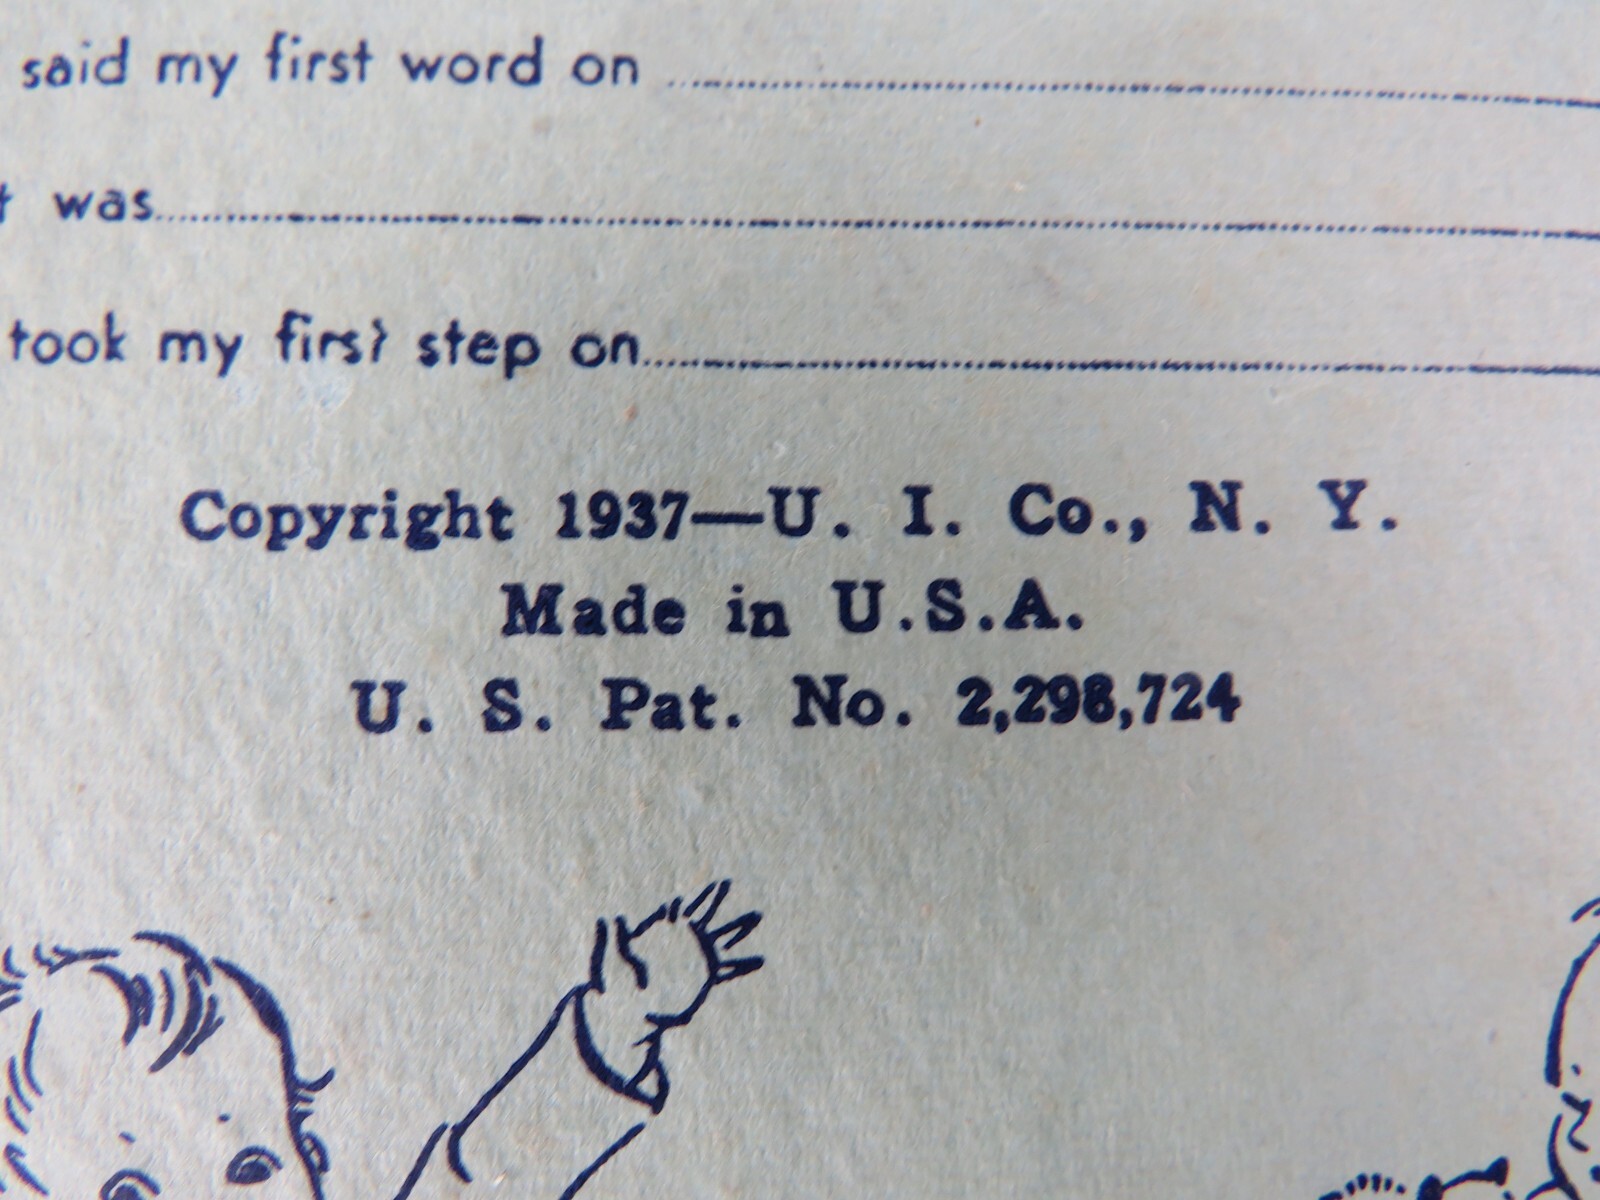 said my first word on
t was
took my first step on
Copyright 1937—U. I. Co., N. Y.
Made in U.S.A.
U. S. Pat. No. 2,298,724